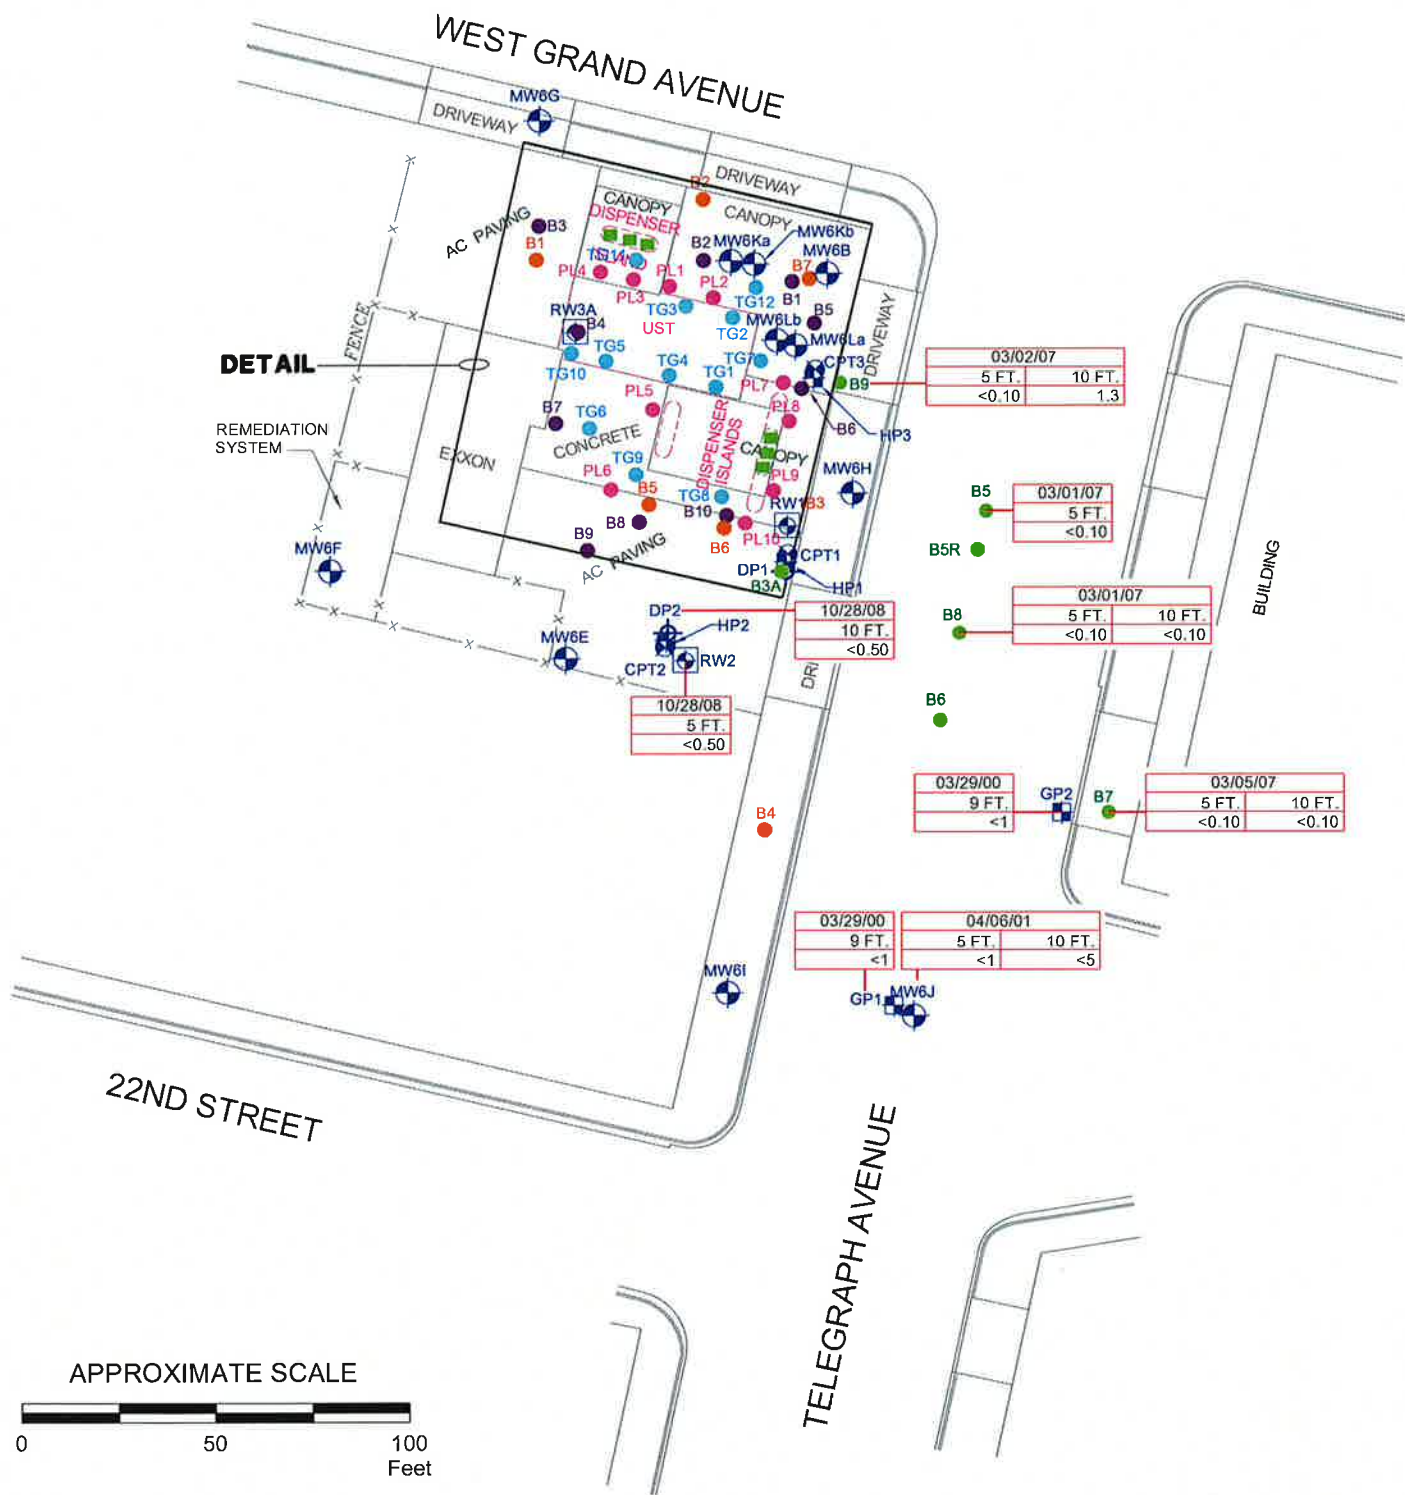 WEST GRAND AVENUE
MW6G
DRIVEWAY
DRIVEWAY
B2
CANOPY
CANOPY
DISPENSER
ISLAND
AC PAVING
B3
B1
TG11
B2
MW6Ka
MW6Kb
MW6B
B7
PL4
PL3
PL1
PL2
TG12
B1
TG3
TG2
B5
UST
RW3A
B4
MW6Lb
MW6La
DRIVEWAY
FENCE
DETAIL
TG10
TG5
TG4
TG1
TG7
CPT3
PL7
B9
03/02/07
5 FT. 10 FT.
<0.10 1.3
PL5
PL8
B6
HP3
B7
TG6
CONCRETE
DISPENSER
ISLANDS
CANOPY
REMEDIATION
SYSTEM
EXXON
TG9
PL6
PL9
MW6H
B5
TG8
B10
RW1
B3
B8
B6
PL10
B9
AC PAVING
CPT1
DP1
HP1
B3A
MW6F
B5
03/01/07
5 FT.
<0.10
B5R
BUILDING
B8
03/01/07
5 FT. 10 FT.
<0.10 <0.10
DP2
HP2
10/28/08
10 FT.
<0.50
MW6E
CPT2
RW2
DRI
10/28/08
5 FT.
<0.50
B6
03/29/00
9 FT.
<1
GP2
B7
03/05/07
5 FT. 10 FT.
<0.10 <0.10
B4
03/29/00
9 FT.
<1
04/06/01
5 FT. 10 FT.
<1 <5
MW6I
GP1
MW6J
22ND STREET
TELEGRAPH AVENUE
APPROXIMATE SCALE
0 50 100
Feet